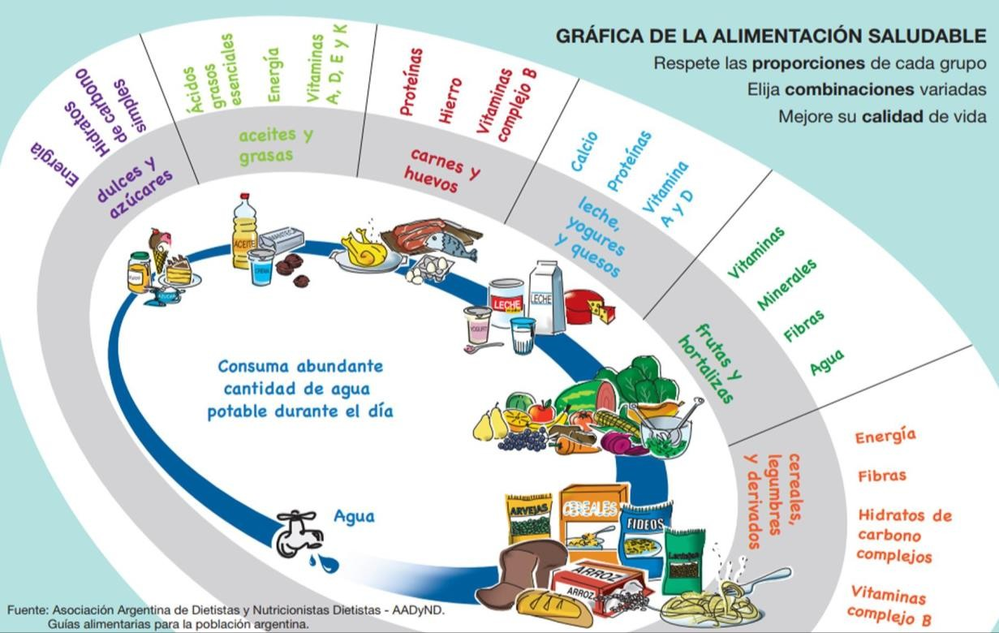 GRÁFICA DE LA ALIMENTACIÓN SALUDABLE
Respete las proporciones de cada grupo
Elija combinaciones variadas
Mejore su calidad de vida
Energía
Hidratos
de carbono
simples
dulces y
azúcares
Ácidos
grasos
esenciales
Energía
Vitaminas
A, D, E y K
aceites y
grasas
Proteínas
Hierro
Vitaminas
complejo B
carnes y
huevos
Calcio
Proteínas
Vitamina
A y D
leche,
yogures
y quesos
Vitaminas
Minerales
Fibras
Agua
frutas y
hortalizas
Energía
Fibras
Hidratos de
carbono
complejos
Vitaminas
complejo B
cereales,
legumbres
y derivados
AZUCAR
ACEITE
MANTECA
CREMA
LECHE
LECHE
YOGURT
Consuma abundante
cantidad de agua
potable durante el día
Agua
ARVEJAS
CEREALES
FIDEOS
Lentejas
ARROZ
ARROZ
Fuente: Asociación Argentina de Dietistas y Nutricionistas Dietistas - AADyND.
Guías alimentarias para la población argentina.